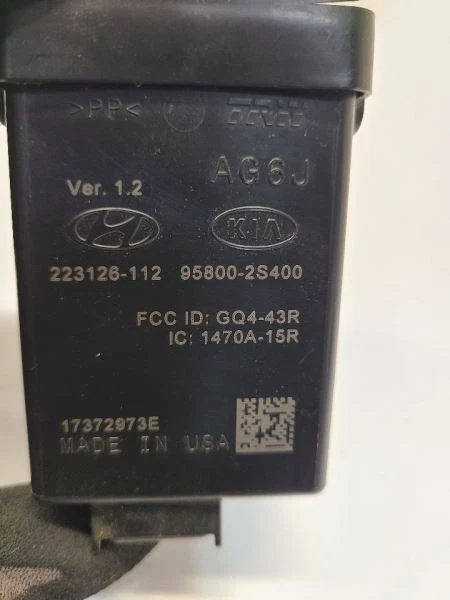 >PP< TRW
AG6J
Ver. 1.2
KIA
223126-112 95800-2S400
FCC ID: GQ4-43R
IC: 1470A-15R
17372973E
MADE IN USA